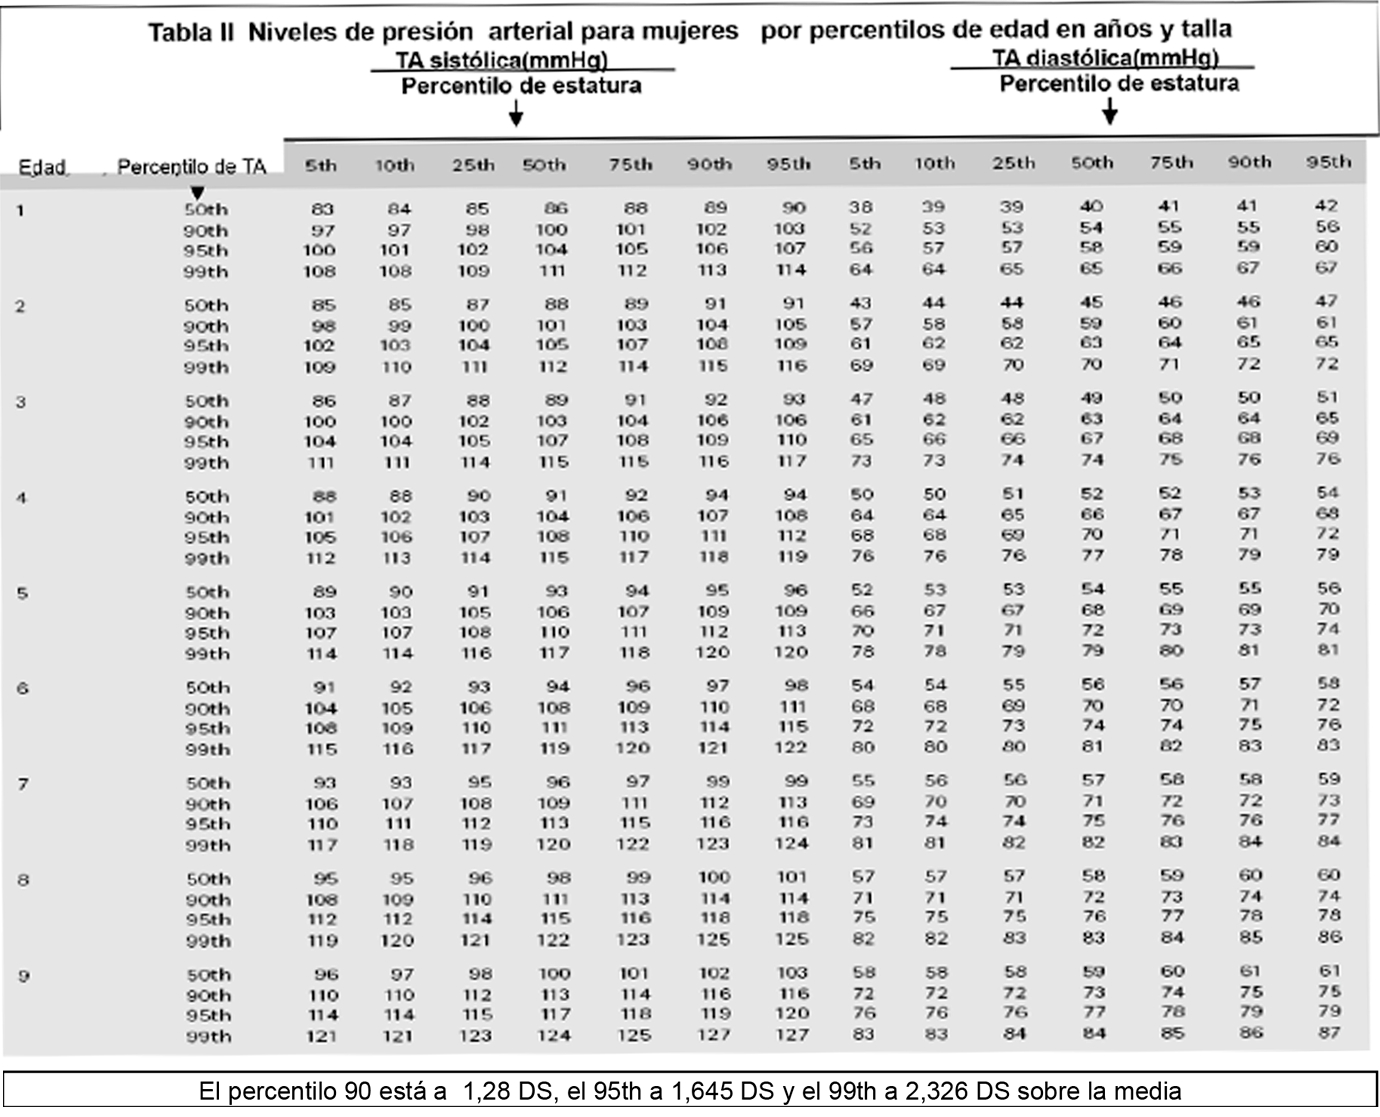 Tabla II Niveles de presión arterial para mujeres por percentilos de edad en años y talla
TA sistólica(mmHg) TA diastólica(mmHg)
Percentilo de estatura Percentilo de estatura
Edad Percentilo de TA 5th 10th 25th 50th 75th 90th 95th 5th 10th 25th 50th 75th 90th 95th
1 50th 83 84 85 86 88 89 90 38 39 39 40 41 41 42
90th 97 97 98 100 101 102 103 52 53 53 54 55 55 56
95th 100 101 102 104 105 106 107 56 57 57 58 59 59 60
99th 108 108 109 111 112 113 114 64 64 65 65 66 67 67
2 50th 85 85 87 88 89 91 91 43 44 44 45 46 46 47
90th 98 99 100 101 103 104 105 57 58 58 59 60 61 61
95th 102 103 104 105 107 108 109 61 62 62 63 64 65 65
99th 109 110 111 112 114 115 116 69 69 70 70 71 72 72
3 50th 86 87 88 89 91 92 93 47 48 48 49 50 50 51
90th 100 100 102 103 104 106 106 61 62 62 63 64 64 65
95th 104 104 105 107 108 109 110 65 66 66 67 68 68 69
99th 111 111 114 115 115 116 117 73 73 74 74 75 76 76
4 50th 88 88 90 91 92 94 94 50 50 51 52 52 53 54
90th 101 102 103 104 106 107 108 64 64 65 66 67 67 68
95th 105 106 107 108 110 111 112 68 68 69 70 71 71 72
99th 112 113 114 115 117 118 119 76 76 76 77 78 79 79
5 50th 89 90 91 93 94 95 96 52 53 53 54 55 55 56
90th 103 103 105 106 107 109 109 66 67 67 68 69 69 70
95th 107 107 108 110 111 112 113 70 71 71 72 73 73 74
99th 114 114 116 117 118 120 120 78 78 79 79 80 81 81
6 50th 91 92 93 94 96 97 98 54 54 55 56 56 57 58
90th 104 105 106 108 109 110 111 68 68 69 70 70 71 72
95th 108 109 110 111 113 114 115 72 72 73 74 74 75 76
99th 115 116 117 119 120 121 122 80 80 80 81 82 83 83
7 50th 93 93 95 96 97 99 99 55 56 56 57 58 58 59
90th 106 107 108 109 111 112 113 69 70 70 71 72 72 73
95th 110 111 112 113 115 116 116 73 74 74 75 76 76 77
99th 117 118 119 120 122 123 124 81 81 82 82 83 84 84
8 50th 95 95 96 98 99 100 101 57 57 57 58 59 60 60
90th 108 109 110 111 113 114 114 71 71 71 72 73 74 74
95th 112 112 114 115 116 118 118 75 75 75 76 77 78 78
99th 119 120 121 122 123 125 125 82 82 83 83 84 85 86
9 50th 96 97 98 100 101 102 103 58 58 58 59 60 61 61
90th 110 110 112 113 114 116 116 72 72 72 73 74 75 75
95th 114 114 115 117 118 119 120 76 76 76 77 78 79 79
99th 121 121 123 124 125 127 127 83 83 84 84 85 86 87
El percentilo 90 está a 1,28 DS, el 95th a 1,645 DS y el 99th a 2,326 DS sobre la media